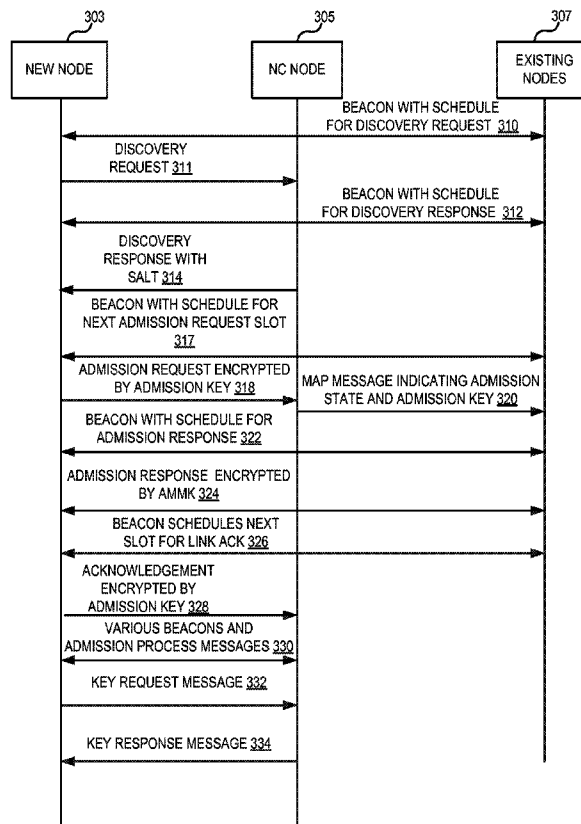 303
305
307
NEW NODE
NC NODE
EXISTING
NODES
BEACON WITH SCHEDULE
FOR DISCOVERY REQUEST 310
DISCOVERY
REQUEST 311
BEACON WITH SCHEDULE
FOR DISCOVERY RESPONSE 312
DISCOVERY
RESPONSE WITH
SALT 314
BEACON WITH SCHEDULE FOR
NEXT ADMISSION REQUEST SLOT
317
ADMISSION REQUEST ENCRYPTED
BY ADMISSION KEY 318
MAP MESSAGE INDICATING ADMISSION
STATE AND ADMISSION KEY 320
BEACON WITH SCHEDULE FOR
ADMISSION RESPONSE 322
ADMISSION RESPONSE ENCRYPTED
BY AMMK 324
BEACON SCHEDULES NEXT
SLOT FOR LINK ACK 326
ACKNOWLEDGEMENT
ENCRYPTED BY
ADMISSION KEY 328
VARIOUS BEACONS AND
ADMISSION PROCESS MESSAGES 330
KEY REQUEST MESSAGE 332
KEY RESPONSE MESSAGE 334